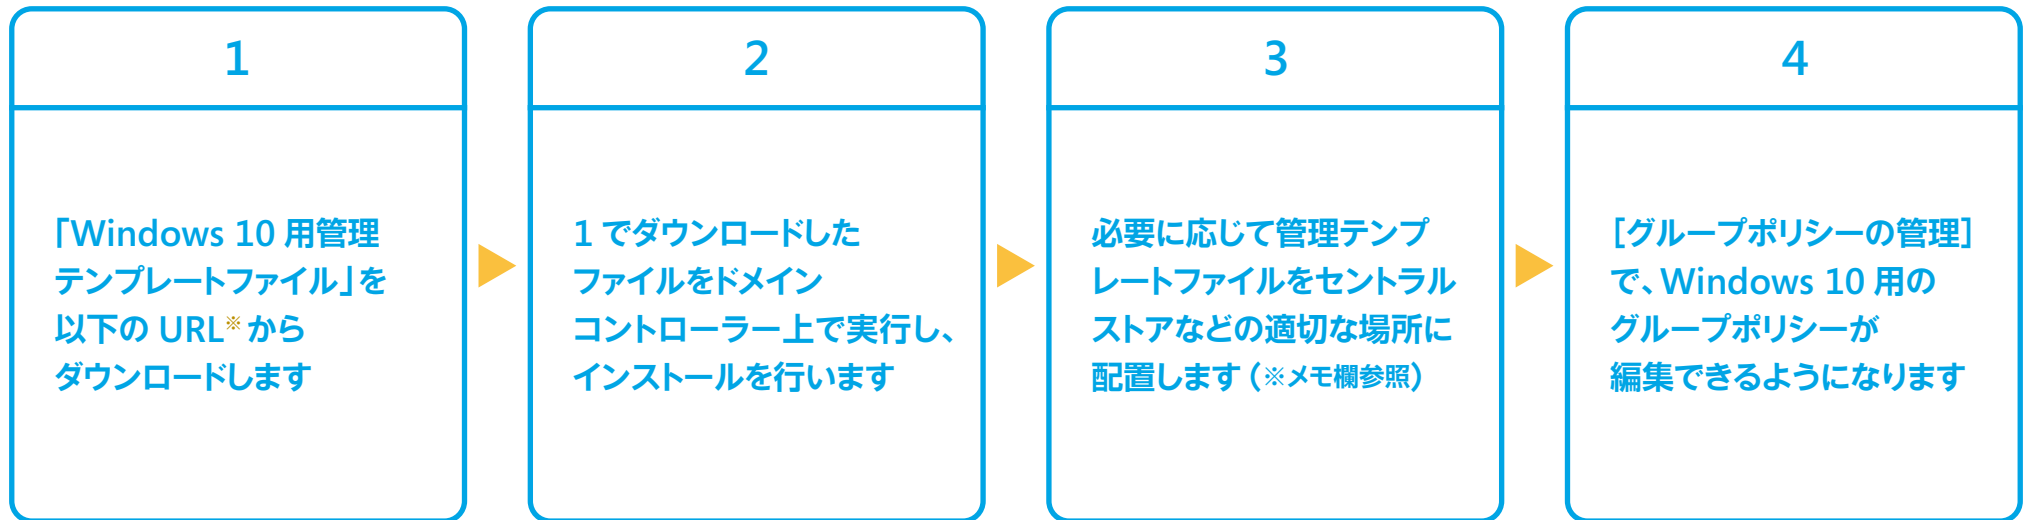 1
「Windows 10 用管理
テンプレートファイル」を
以下の URL※から
ダウンロードします
2
1 でダウンロードした
ファイルをドメイン
コントローラー上で実行し、
インストールを行います
3
必要に応じて管理テンプ
レートファイルをセントラル
ストアなどの適切な場所に
配置します（※メモ欄参照）
4
［グループポリシーの管理］
で、Windows 10 用の
グループポリシーが
編集できるようになります